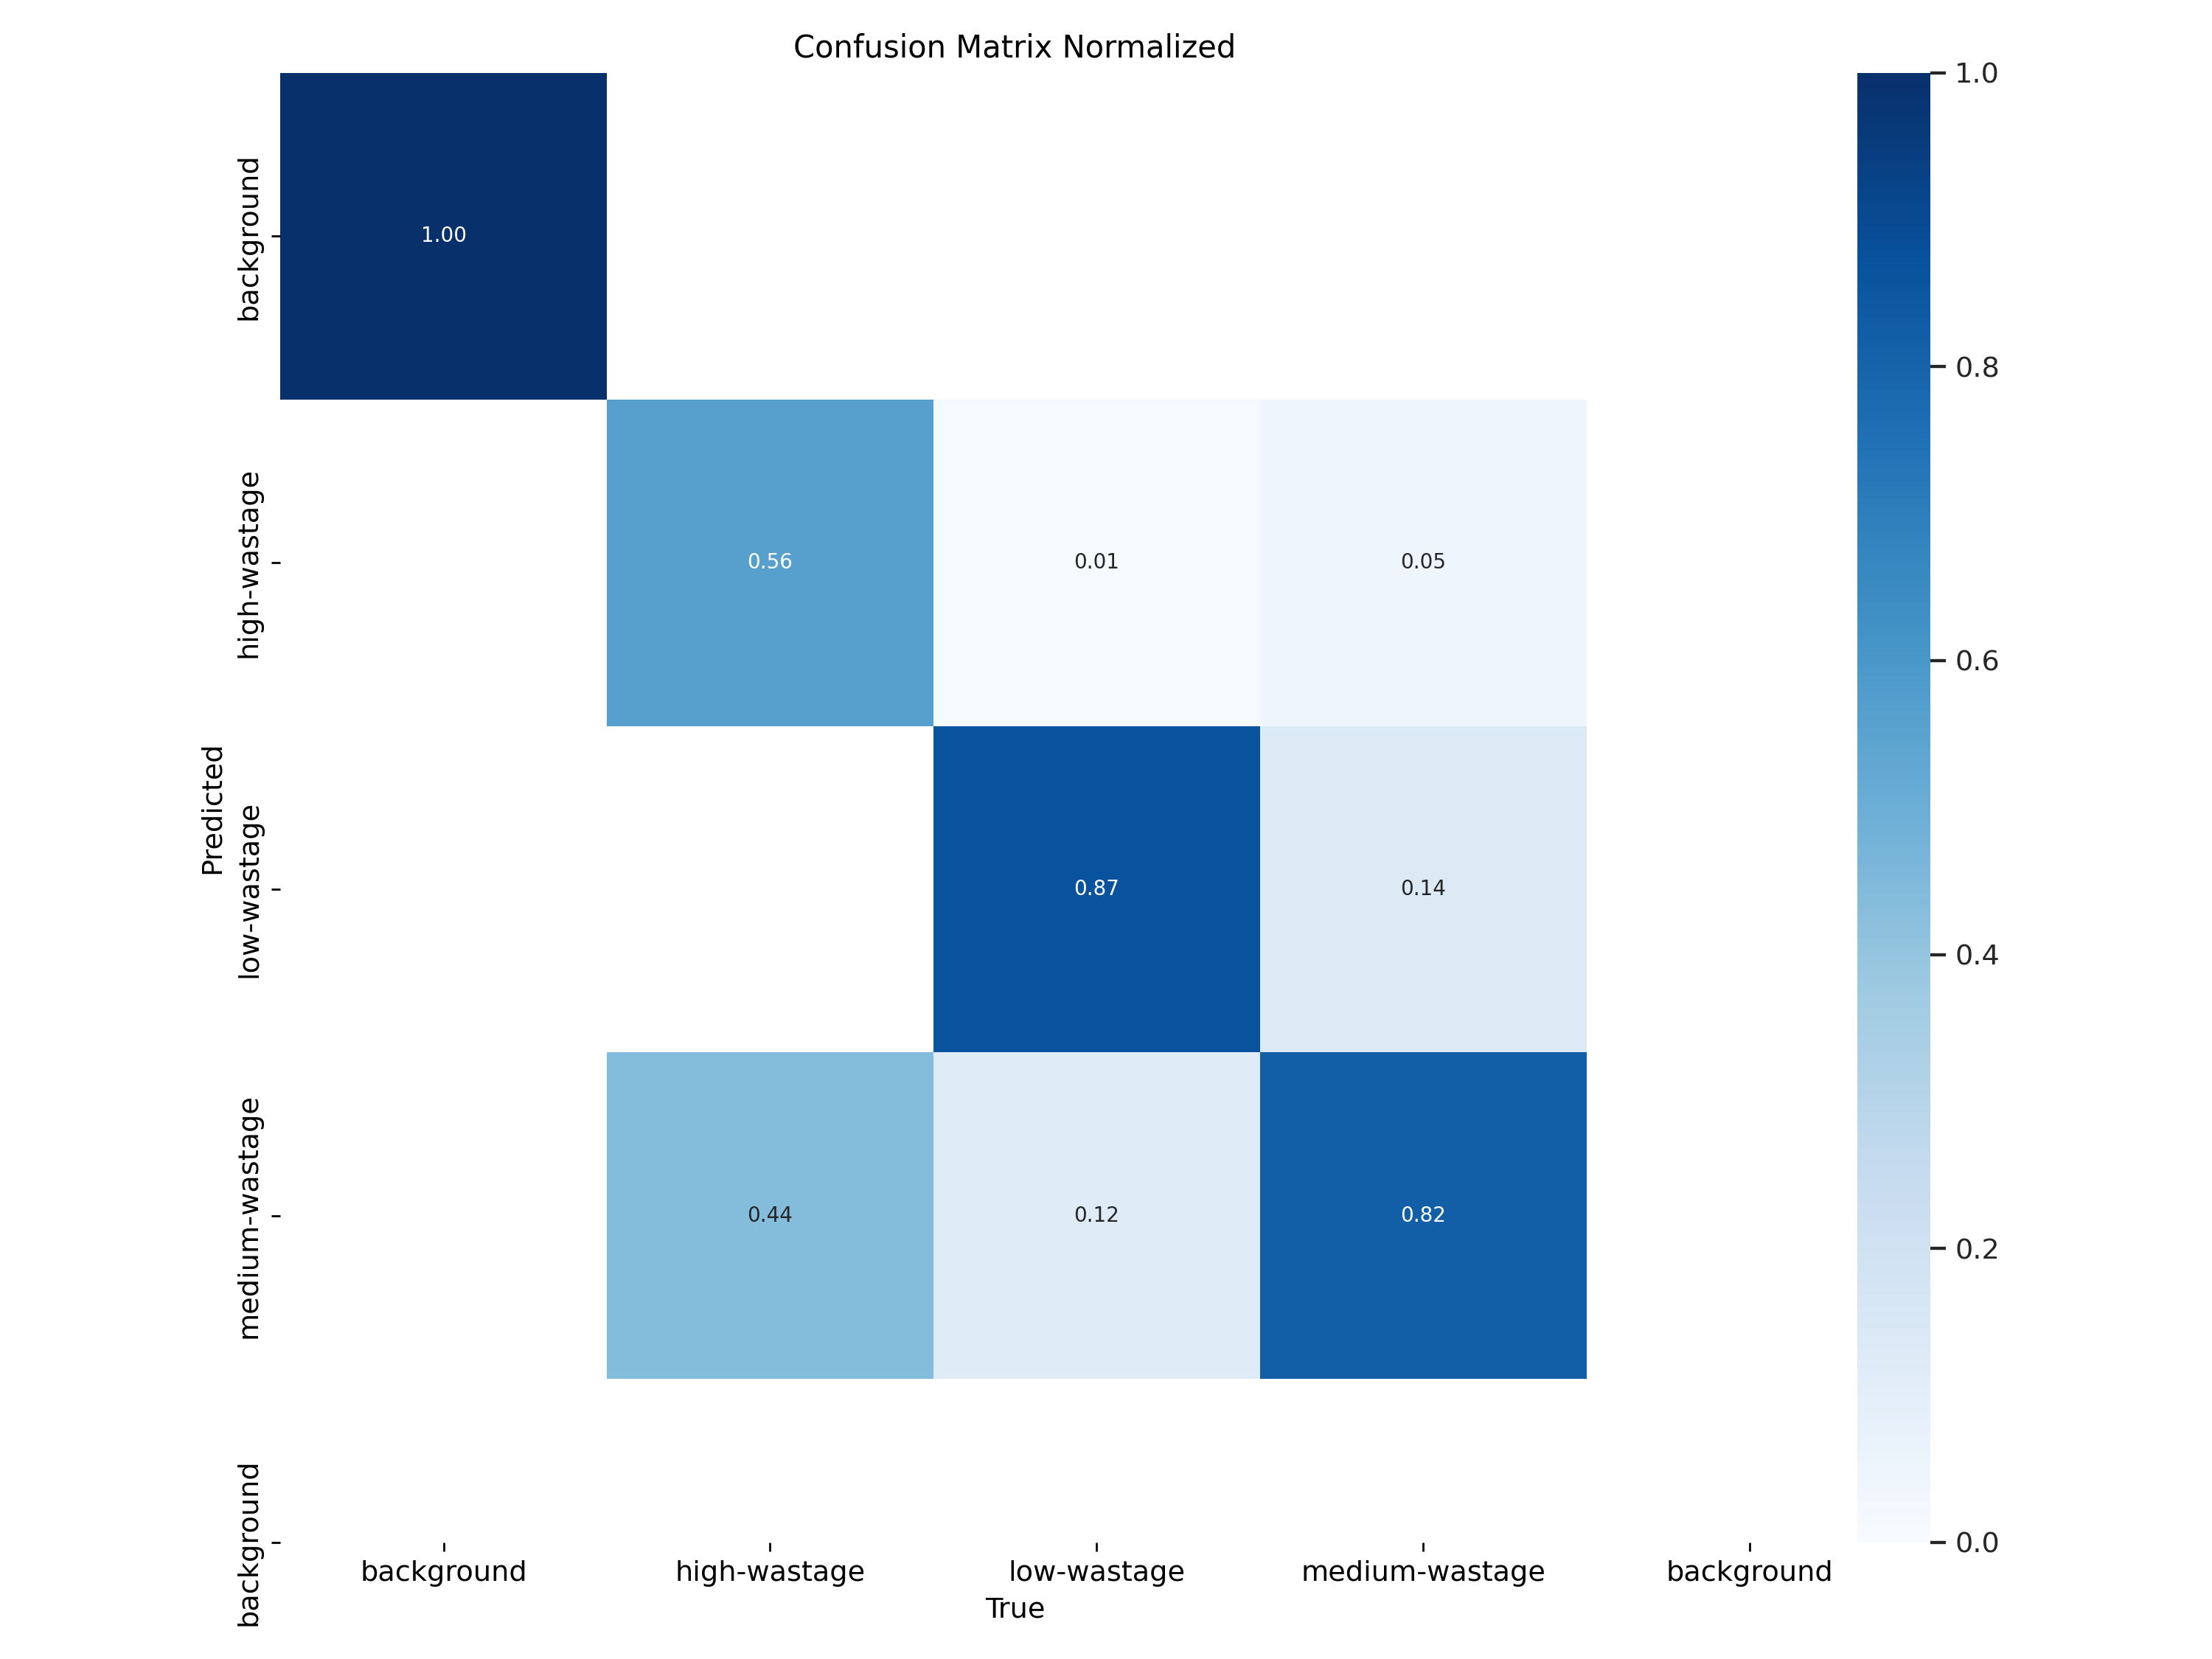 Confusion Matrix Normalized
background
1.00
high-wastage
0.56 0.01 0.05
low-wastage
0.87 0.14
medium-wastage
0.44 0.12 0.82
background
Predicted
background high-wastage low-wastage medium-wastage background
True
1.0
0.8
0.6
0.4
0.2
0.0